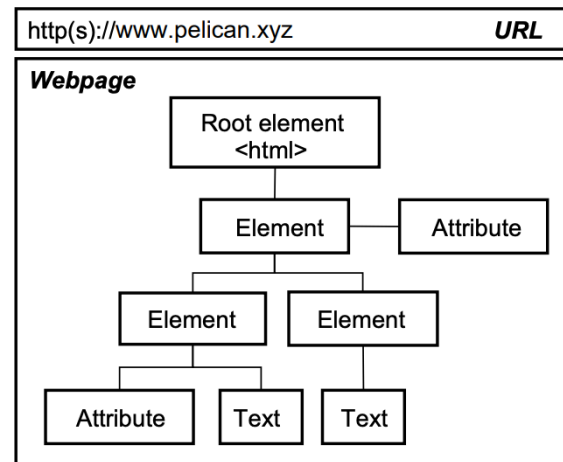 http(s)://www.pelican.xyz URL
Webpage
Root element
<html>
Element Attribute
Element Element
Attribute Text Text